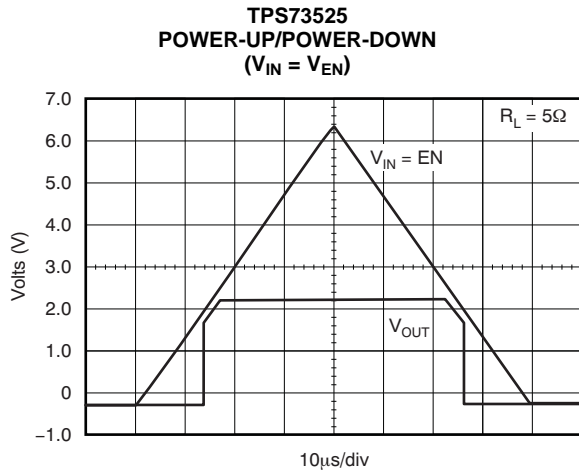 TPS73525
POWER-UP/POWER-DOWN
(VIN = VEN)
7.0
RL = 5Ω
6.0
VIN = EN
5.0
4.0
Volts (V)
3.0
2.0
VOUT
1.0
0
−1.0
10μs/div